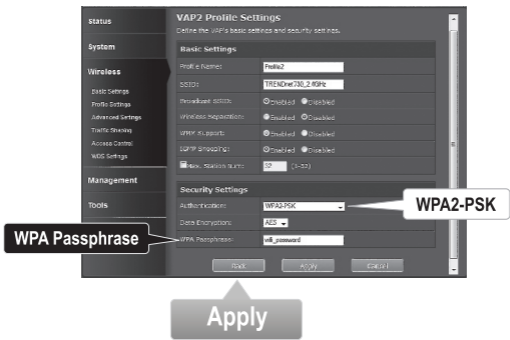 Status
System
Wireless
Basic Settings
Profile Settings
Advanced Settings
Traffic Shaping
Access Control
WDS Settings
Management
Tools
VAP2 Profile Settings
Define the VAP's basic settings and security settings.
Basic Settings
Profile Name: Profile2
SSID: TRENDnet730_2.4GHz
Broadcast SSID: Enabled Disabled
Wireless Separation: Enabled Disabled
WMM Support: Enabled Disabled
IGMP Snooping: Enabled Disabled
Max. Station Num: 32 (1-32)
Security Settings
Authentication: WPA2-PSK
Data Encryption: AES
WPA Passphrase: wifi_password
Back Apply Cancel
WPA2-PSK
WPA Passphrase
Apply